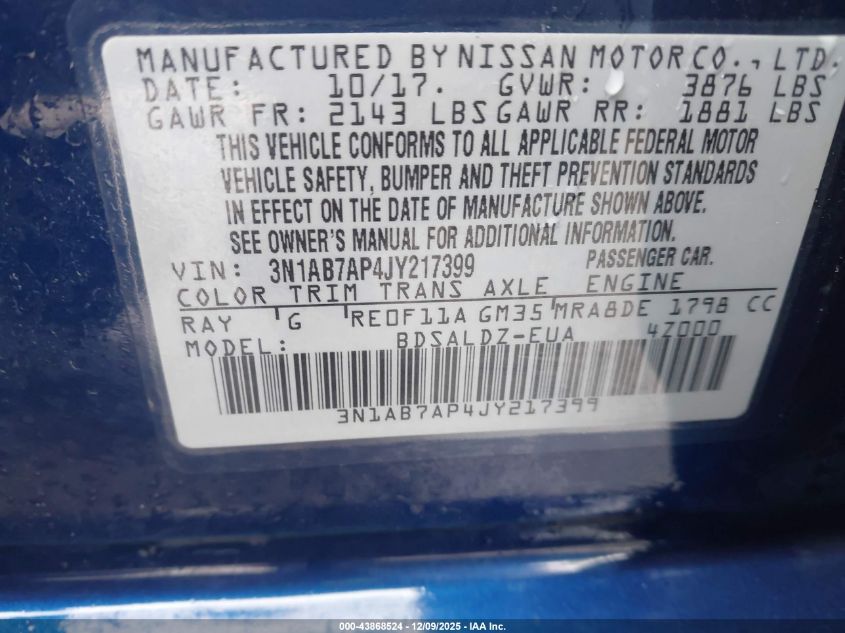 MANUFACTURED BY NISSAN MOTOR CO., LTD.
DATE: 10/17. GVWR: 3876 LBS
GAWR FR: 2143 LBS GAWR RR: 1881 LBS
THIS VEHICLE CONFORMS TO ALL APPLICABLE FEDERAL MOTOR
VEHICLE SAFETY, BUMPER AND THEFT PREVENTION STANDARDS
IN EFFECT ON THE DATE OF MANUFACTURE SHOWN ABOVE.
SEE OWNER'S MANUAL FOR ADDITIONAL INFORMATION.
VIN: 3N1AB7AP4JY217399 PASSENGER CAR.
COLOR TRIM TRANS AXLE ENGINE
RAY G RE0F11A GM35 MRA8DE 1798 CC
MODEL: BDSALDZ-EUA 4Z000
3N1AB7AP4JY217399
000-43868524 | 12/09/2025 | IAA Inc.